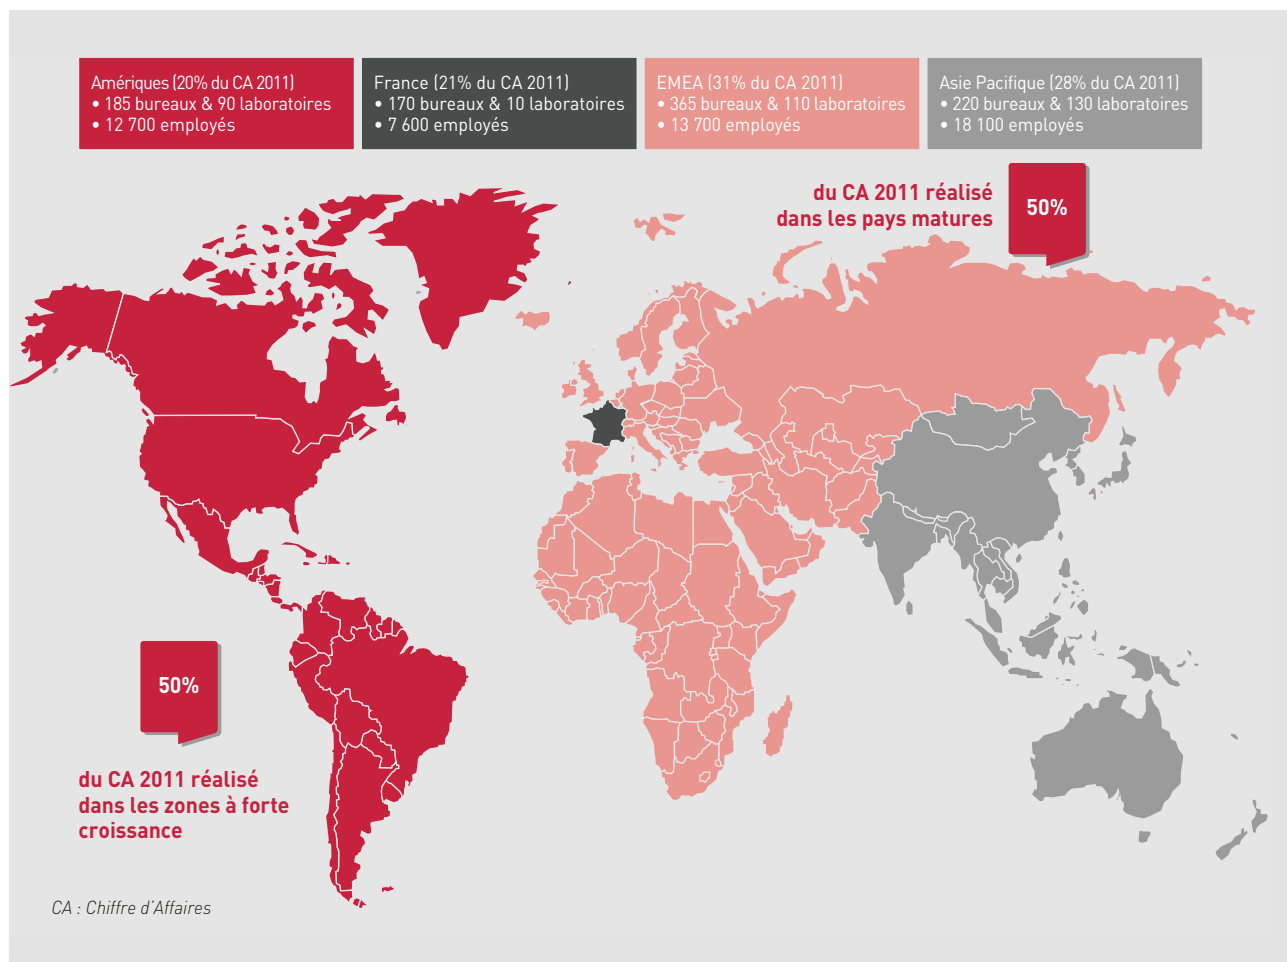 Amériques (20% du CA 2011)
• 185 bureaux & 90 laboratoires
• 12 700 employés
France (21% du CA 2011)
• 170 bureaux & 10 laboratoires
• 7 600 employés
EMEA (31% du CA 2011)
• 365 bureaux & 110 laboratoires
• 13 700 employés
Asie Pacifique (28% du CA 2011)
• 220 bureaux & 130 laboratoires
• 18 100 employés
du CA 2011 réalisé
dans les pays matures
50%
50%
du CA 2011 réalisé
dans les zones à forte
croissance
CA : Chiffre d’Affaires